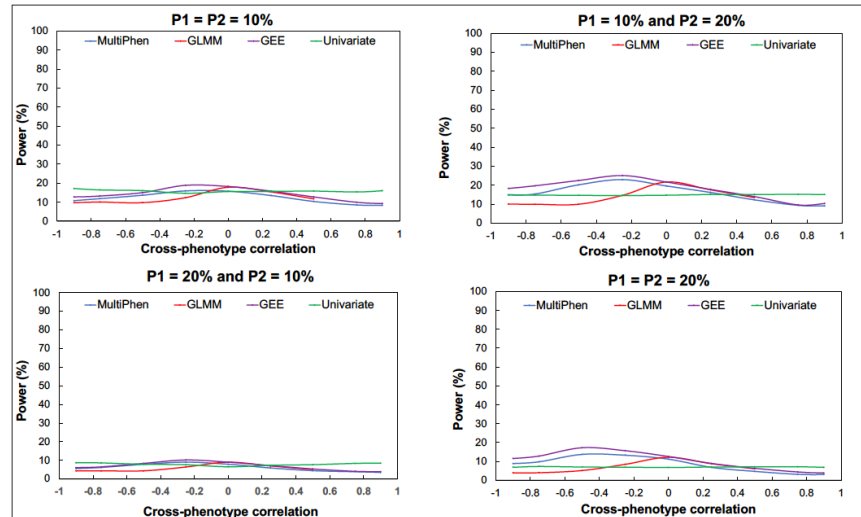 P1 = P2 = 10%
MultiPhen GLMM GEE Univariate
Power (%)
100
90
80
70
60
50
40
30
20
10
0
-1 -0.8 -0.6 -0.4 -0.2 0 0.2 0.4 0.6 0.8 1
Cross-phenotype correlation
P1 = 10% and P2 = 20%
MultiPhen GLMM GEE Univariate
Power (%)
100
90
80
70
60
50
40
30
20
10
0
-1 -0.8 -0.6 -0.4 -0.2 0 0.2 0.4 0.6 0.8 1
Cross-phenotype correlation
P1 = 20% and P2 = 10%
MultiPhen GLMM GEE Univariate
Power (%)
100
90
80
70
60
50
40
30
20
10
0
-1 -0.8 -0.6 -0.4 -0.2 0 0.2 0.4 0.6 0.8 1
Cross-phenotype correlation
P1 = P2 = 20%
MultiPhen GLMM GEE Univariate
Power (%)
100
90
80
70
60
50
40
30
20
10
0
-1 -0.8 -0.6 -0.4 -0.2 0 0.2 0.4 0.6 0.8 1
Cross-phenotype correlation